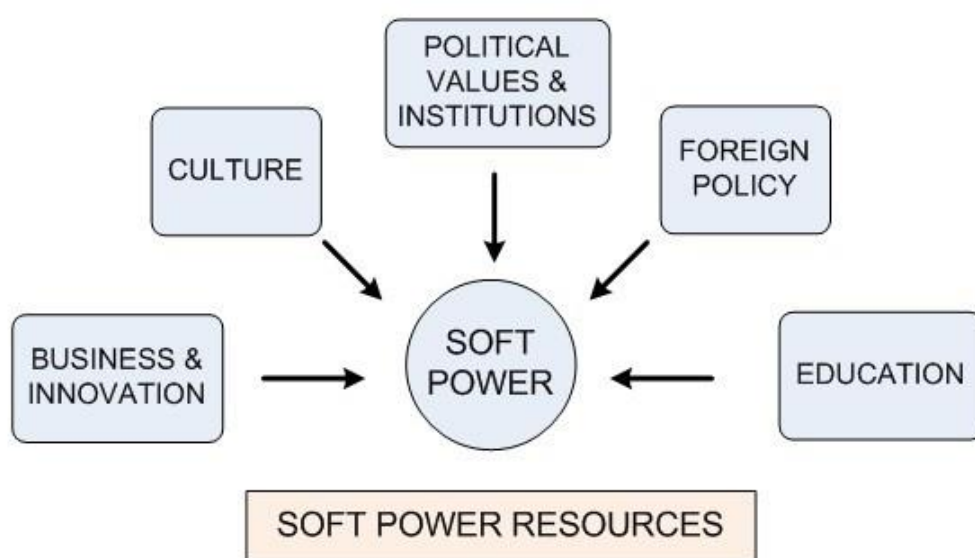 POLITICAL
VALUES &
INSTITUTIONS
CULTURE
FOREIGN
POLICY
BUSINESS &
INNOVATION
SOFT
POWER
EDUCATION
SOFT POWER RESOURCES